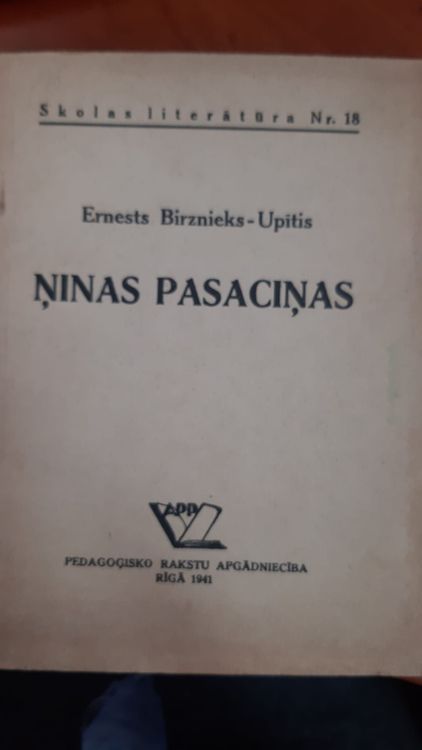 Skolas literātūra Nr. 18
Ernests Birznieks-Upītis
ŅINAS PASACIŅAS
APP
PEDAGOĢISKO RAKSTU APGĀDNIECĪBA
RĪGĀ 1941